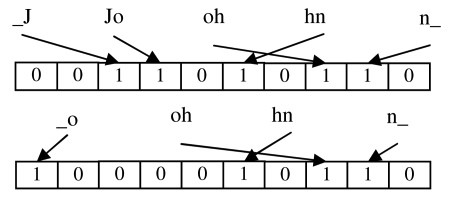 _J Jo oh hn n_
0 0 1 1 0 1 0 1 1 0
_o oh hn n_
1 0 0 0 0 1 0 1 1 0